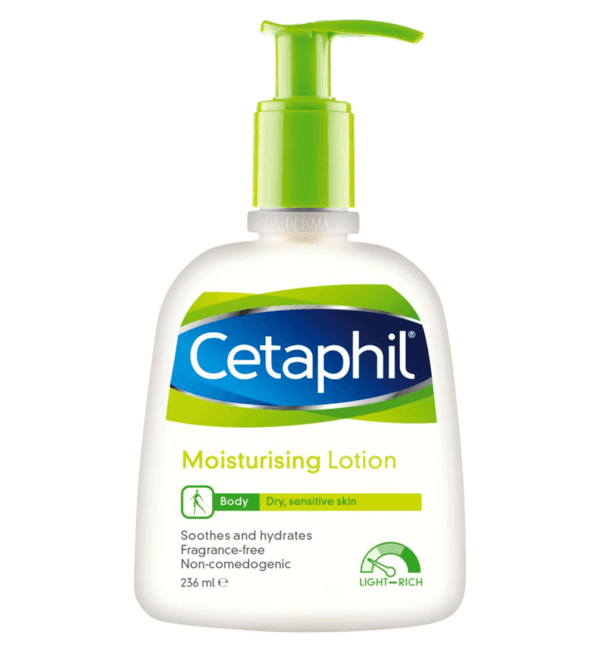 Cetaphil®
Moisturising Lotion
Body Dry, sensitive skin
Soothes and hydrates
Fragrance-free
Non-comedogenic
236 ml ℮
LIGHT–RICH